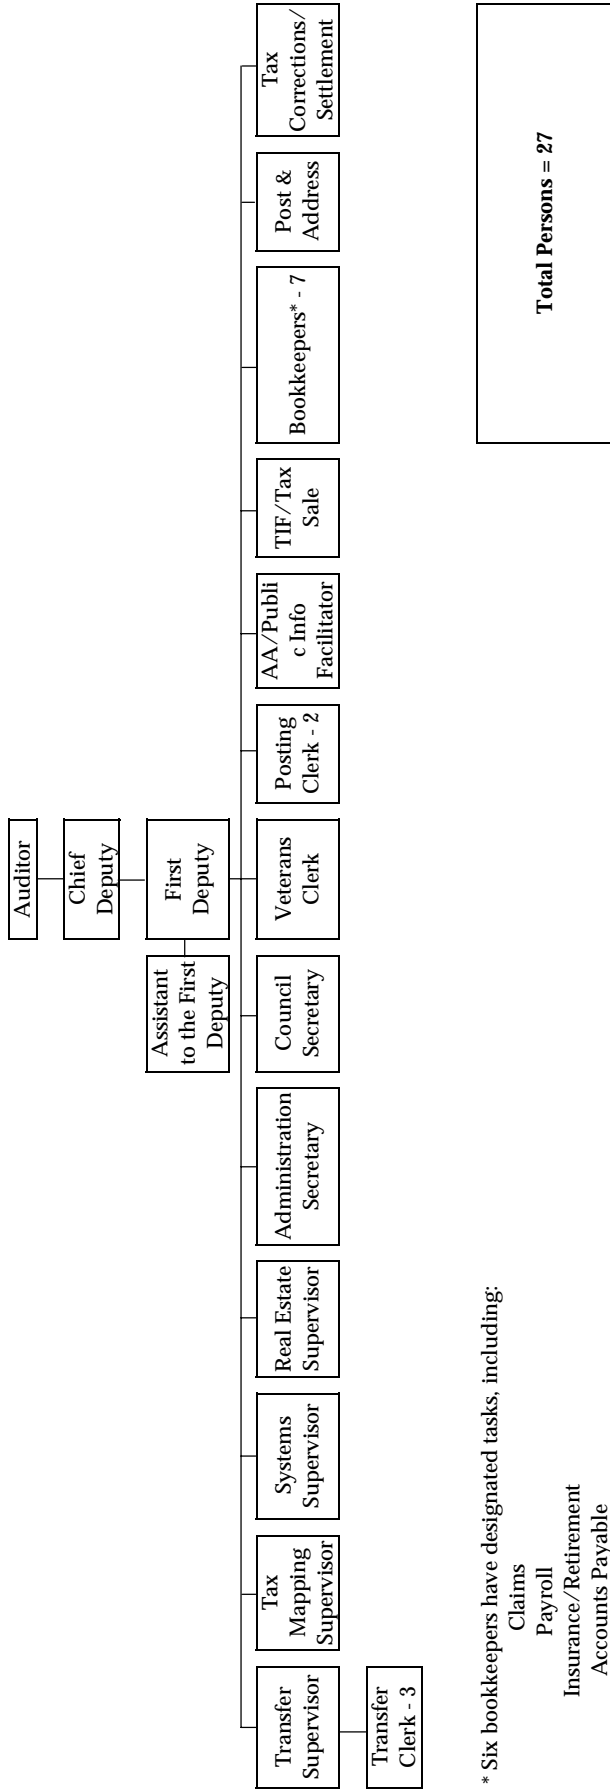 Auditor
Chief
Deputy
First
Deputy
Assistant
to the First
Deputy
Transfer
Supervisor
Tax
Mapping
Supervisor
Systems
Supervisor
Real Estate
Supervisor
Administration
Secretary
Council
Secretary
Veterans
Clerk
Posting
Clerk - 2
AA/Publi
c Info
Facilitator
TIF/Tax
Sale
Bookkeepers* - 7
Post &
Address
Tax
Corrections/
Settlement
Transfer
Clerk - 3
* Six bookkeepers have designated tasks, including:
Claims
Payroll
Insurance/Retirement
Accounts Payable
Total Persons = 27